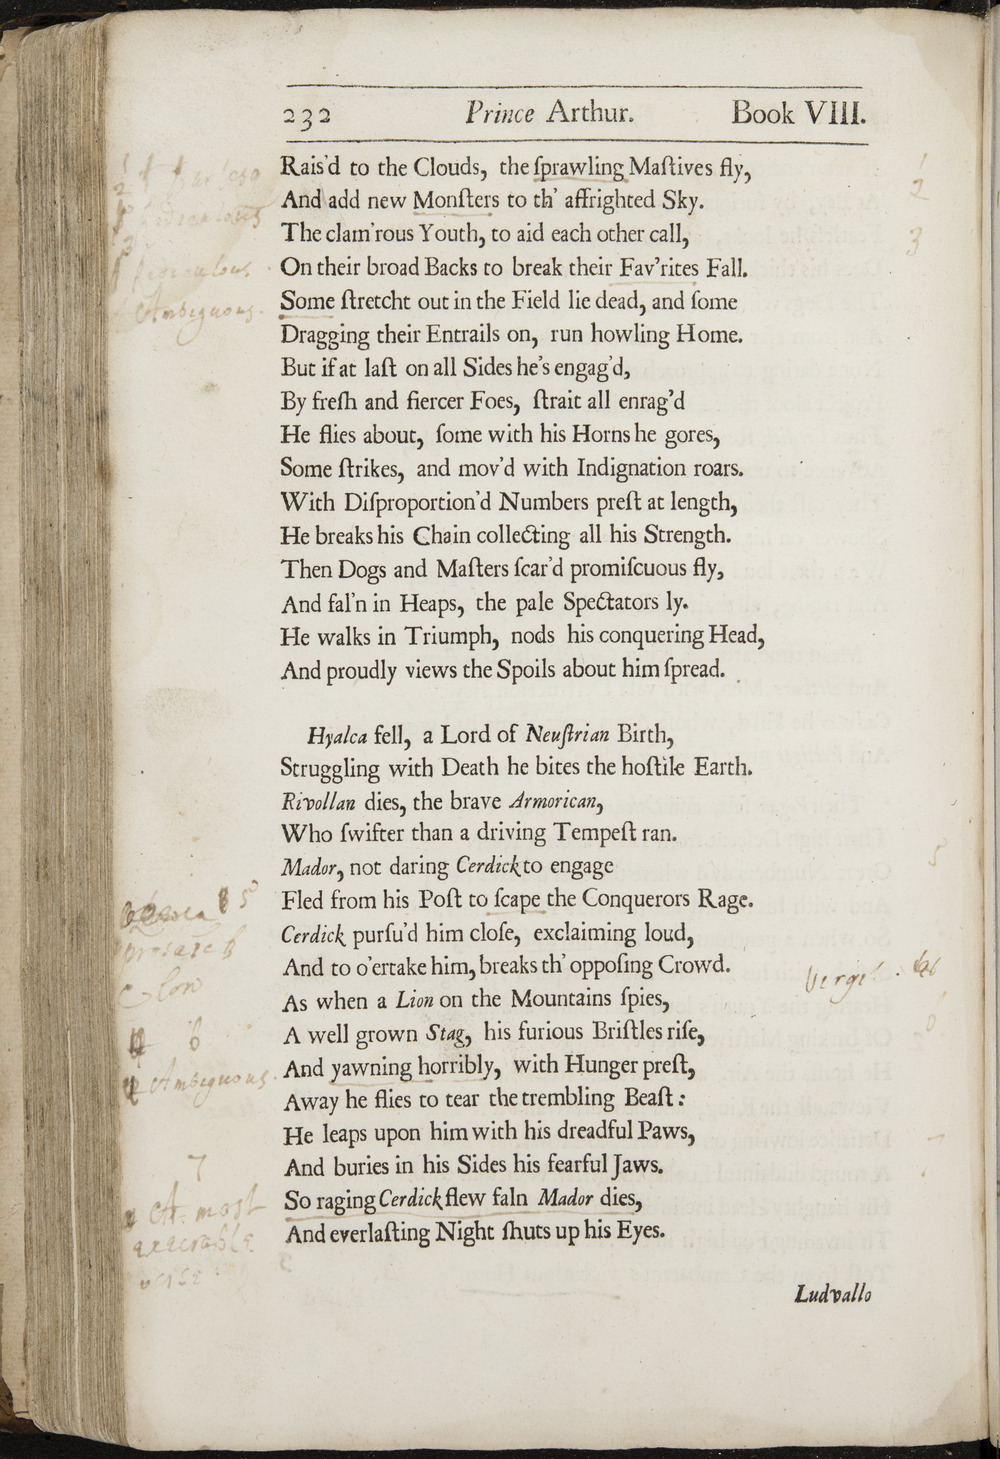 232 Prince Arthur. Book VIII.
Rais'd to the Clouds, the ſprawling Maſtives fly,
And add new Monſters to th' affrighted Sky.
The clam'rous Youth, to aid each other call,
On their broad Backs to break their Fav'rites Fall.
Some ſtretcht out in the Field lie dead, and ſome
Dragging their Entrails on, run howling Home.
But if at laſt on all Sides he's engag'd,
By freſh and fiercer Foes, ſtrait all enrag'd
He flies about, ſome with his Horns he gores,
Some ſtrikes, and mov'd with Indignation roars.
With Diſproportion'd Numbers preſt at length,
He breaks his Chain collecting all his Strength.
Then Dogs and Maſters ſcar'd promiſcuous fly,
And fal'n in Heaps, the pale Spectators ly.
He walks in Triumph, nods his conquering Head,
And proudly views the Spoils about him ſpread.
Hyalca fell, a Lord of Neuſtrian Birth,
Struggling with Death he bites the hoſtile Earth.
Rivollan dies, the brave Armorican,
Who ſwifter than a driving Tempeſt ran.
Mador, not daring Cerdick to engage
Fled from his Poſt to ſcape the Conquerors Rage.
Cerdick purſu'd him cloſe, exclaiming loud,
And to o'ertake him, breaks th' oppoſing Crowd.
As when a Lion on the Mountains ſpies,
A well grown Stag, his furious Briſtles riſe,
And yawning horribly, with Hunger preſt,
Away he flies to tear the trembling Beaſt:
He leaps upon him with his dreadful Paws,
And buries in his Sides his fearful Jaws.
So raging Cerdick flew faln Mador dies,
And everlaſting Night ſhuts up his Eyes.
Ludvallo
Ridiculous
Ambiguous.
5
6
Ambiguous.
7
A most
execrable
1
2
3
5
Virgil.